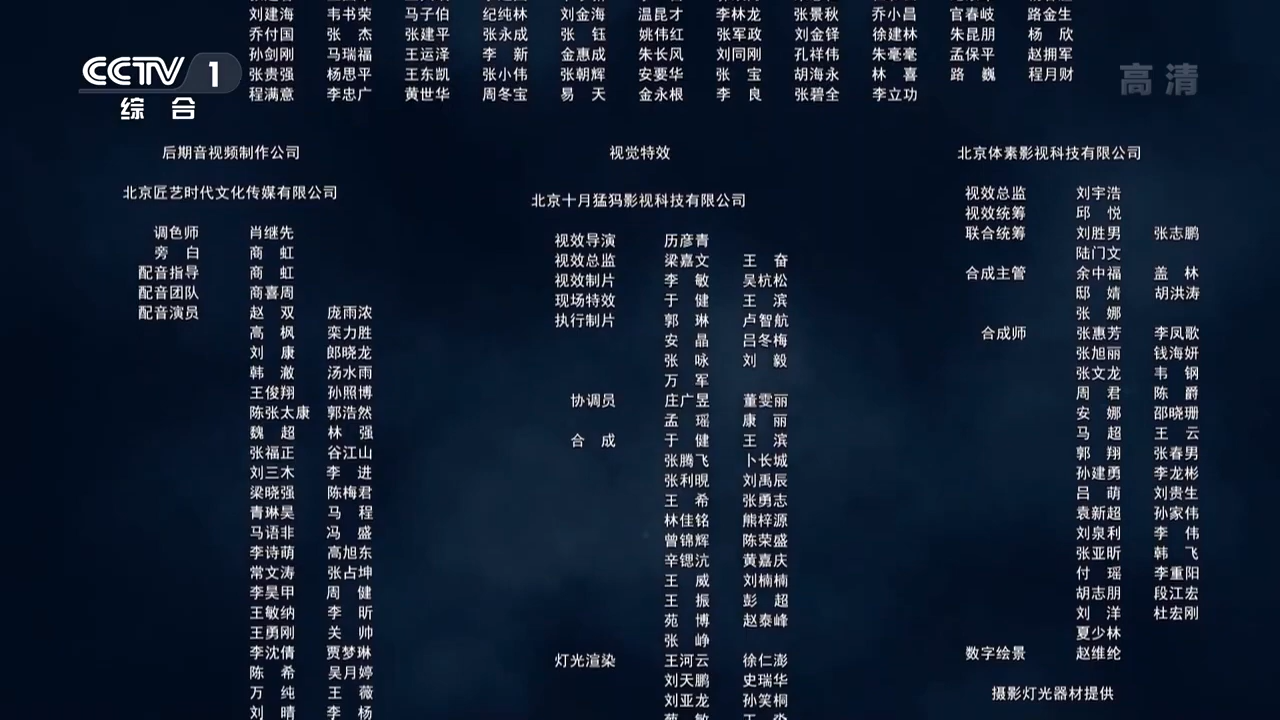 刘建海 韦书荣 马子伯 纪纯林 刘金海 温昆才 李林龙 张景秋 乔小昌 官春岐 路金生
乔付国 张杰 张建平 张永成 张钰 姚伟红 张军政 刘金铎 徐建林 朱昆朋 杨欣
孙剑刚 马瑞福 王运泽 李新 金惠成 朱长风 刘同刚 孔祥伟 朱毫毫 孟保平 赵拥军
张贵强 杨思平 王东凯 张小伟 张朝辉 安要华 张宝 胡海永 林喜 路巍 程月财
程满意 李忠广 黄世华 周冬宝 易天 金永根 李良 张碧全 李立功
CCTV 1
综合
高清
后期音视频制作公司
北京匠艺时代文化传媒有限公司
调色师 肖继先
旁白 商虹
配音指导 商虹
配音团队 商喜周
配音演员 赵双 庞雨浓
高枫 栾力胜
刘康 郎晓龙
韩澈 汤水雨
王俊翔 孙照博
陈张太康 郭浩然
魏超 林强
张福正 谷江山
刘三木 李进
梁晓强 陈梅君
青琳昊 马程
马语非 冯盛
李诗萌 高旭东
常文涛 张占坤
李昊甲 周健
王敏纳 李昕
王勇刚 关帅
李沈倩 贾梦琳
陈希 吴月婷
万纯 王薇
刘晴 李杨
视觉特效
北京十月猛犸影视科技有限公司
视效导演 历彦青
视效总监 梁嘉文 王奋
视效制片 李敏 吴杭松
现场特效 于健 王滨
执行制片 郭琳 卢智航
安晶 吕冬梅
张咏 刘毅
万军
协调员 庄广昱 董雯丽
孟瑶 康丽
合成 于健 王滨
张腾飞 卜长城
张利晛 刘禹辰
王希 张勇志
林佳铭 熊梓源
曾锦辉 陈荣盛
辛锶沆 黄嘉庆
王威 刘楠楠
王振 彭超
苑博 赵泰峰
张峥
灯光渲染 王河云 徐仁澎
刘天鹏 史瑞华
刘亚龙 孙笑桐
北京体素影视科技有限公司
视效总监 刘宇浩
视效统筹 邱悦
联合统筹 刘胜男 张志鹏
陆门文
合成主管 余中福 盖林
邸婧 胡洪涛
张娜
合成师 张惠芳 李凤歌
张旭丽 钱海妍
张文龙 韦钢
周君 陈爵
安娜 邵晓珊
马超 王云
郭翔 张春男
孙建勇 李龙彬
吕萌 刘贵生
袁新超 孙家伟
刘泉利 李伟
张亚昕 韩飞
付瑶 李重阳
胡志朋 段江宏
刘洋 杜宏刚
夏少林
数字绘景 赵维纶
摄影灯光器材提供